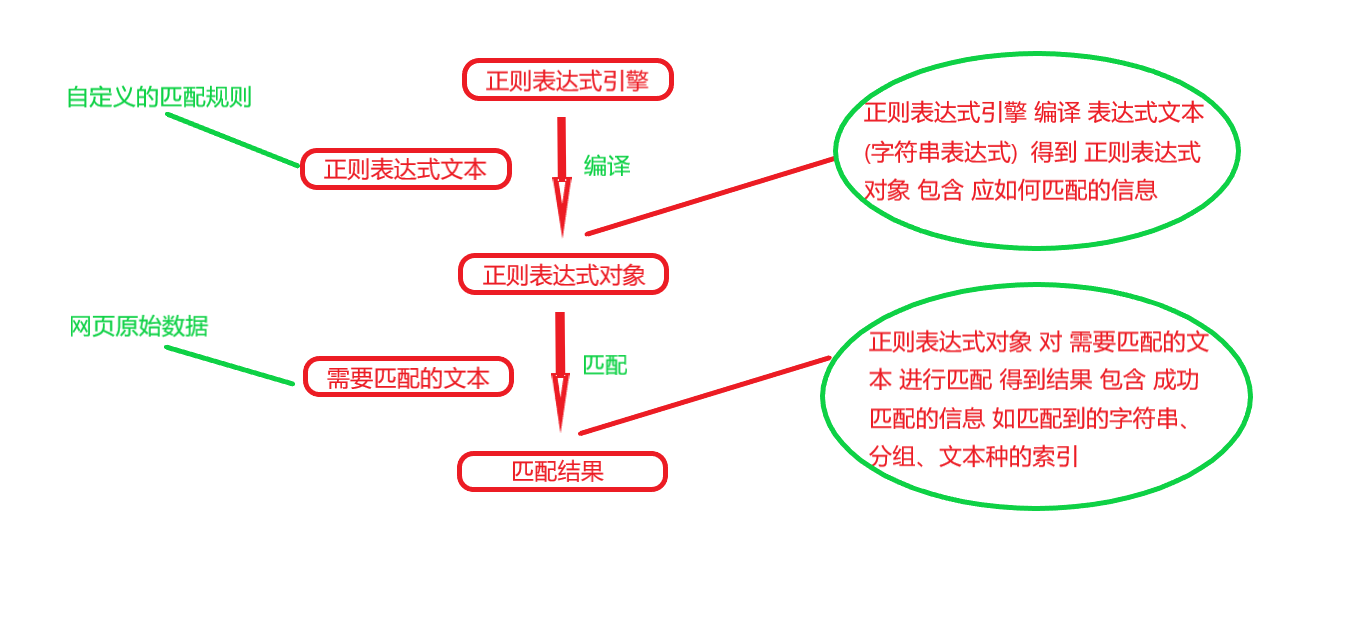 正则表达式引擎
自定义的匹配规则
正则表达式文本
编译
正则表达式引擎 编译 表达式文本
(字符串表达式) 得到 正则表达式
对象 包含 应如何匹配的信息
正则表达式对象
网页原始数据
需要匹配的文本
匹配
正则表达式对象 对 需要匹配的文
本 进行匹配 得到结果 包含 成功
匹配的信息 如匹配到的字符串、
分组、文本种的索引
匹配结果